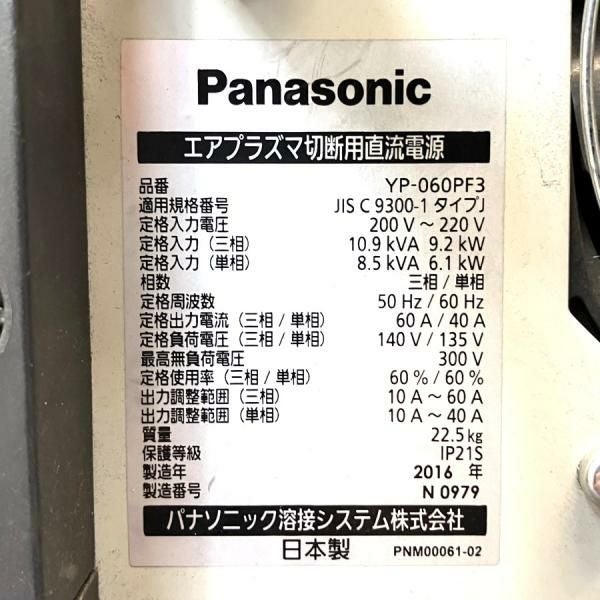 Panasonic
エアプラズマ切断用直流電源
品番 YP-060PF3
適用規格番号 JIS C 9300-1 タイプJ
定格入力電圧 200 V ～ 220 V
定格入力（三相） 10.9 kVA 9.2 kW
定格入力（単相） 8.5 kVA 6.1 kW
相数 三相 / 単相
定格周波数 50 Hz / 60 Hz
定格出力電流（三相 / 単相） 60 A / 40 A
定格負荷電圧（三相 / 単相） 140 V / 135 V
最高無負荷電圧 300 V
定格使用率（三相 / 単相） 60 % / 60 %
出力調整範囲（三相） 10 A ～ 60 A
出力調整範囲（単相） 10 A ～ 40 A
質量 22.5 kg
保護等級 IP21S
製造年 2016 年
製造番号 N 0979
パナソニック溶接システム株式会社
日本製 PNM00061-02